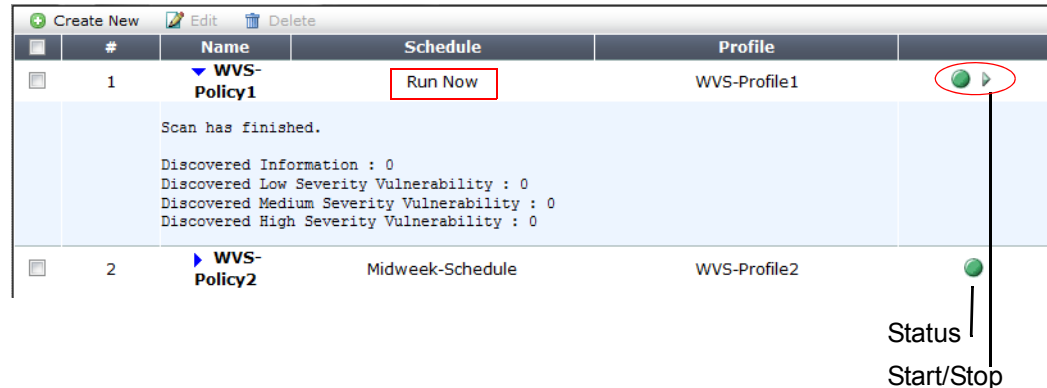 Create New Edit Delete
# Name Schedule Profile
1 WVS-Policy1 Run Now WVS-Profile1
Scan has finished.
Discovered Information : 0
Discovered Low Severity Vulnerability : 0
Discovered Medium Severity Vulnerability : 0
Discovered High Severity Vulnerability : 0
2 WVS-Policy2 Midweek-Schedule WVS-Profile2
Status
Start/Stop